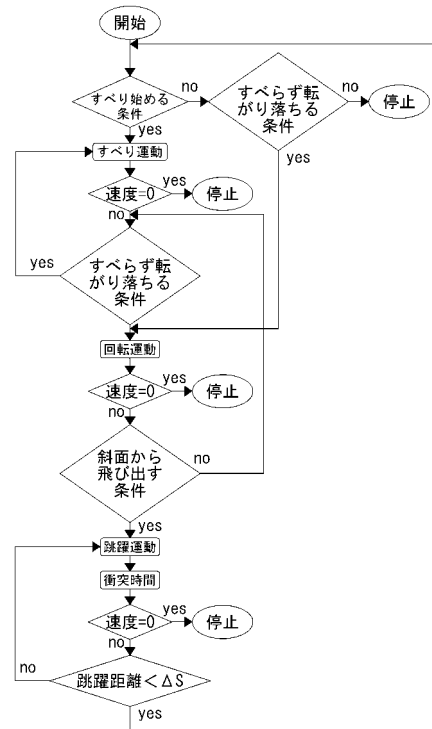 開始
すべり始める
条件
no
すべらず転
がり落ちる
条件
no
停止
yes
yes
すべり運動
速度=0
yes
停止
no
すべらず転
がり落ちる
条件
yes
回転運動
速度=0
yes
停止
no
斜面から
飛び出す
条件
no
yes
跳躍運動
衝突時間
速度=0
yes
停止
no
跳躍距離<ΔS
no
yes